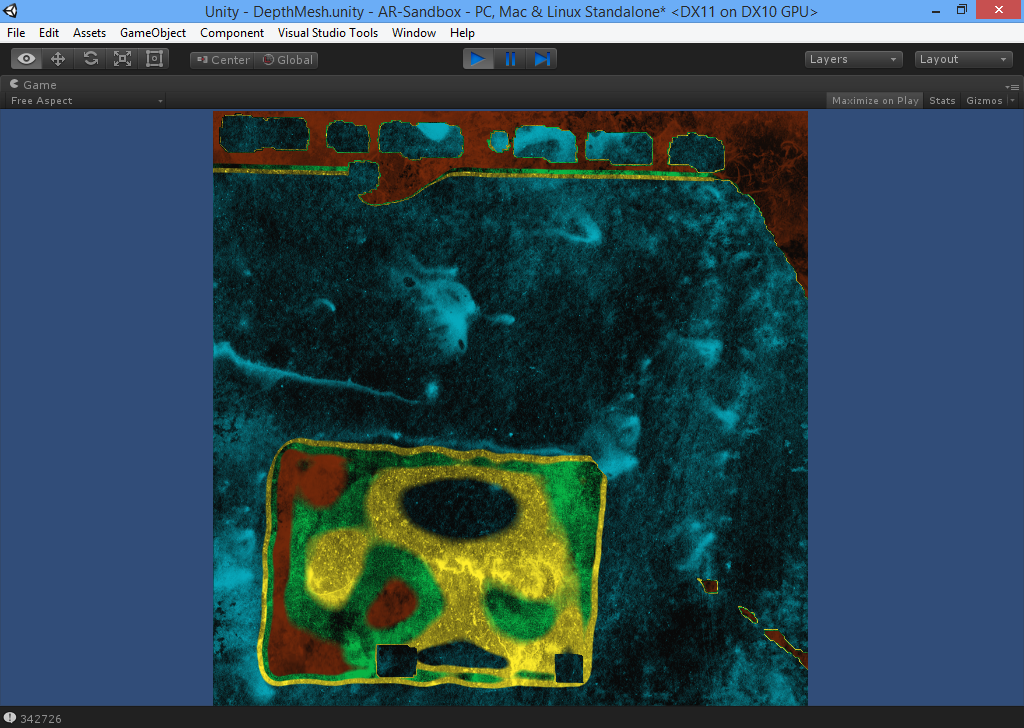 Unity - DepthMesh.unity - AR-Sandbox - PC, Mac & Linux Standalone* <DX11 on DX10 GPU>
File Edit Assets GameObject Component Visual Studio Tools Window Help
Center Global Layers Layout
Game
Free Aspect Maximize on Play Stats Gizmos
342726